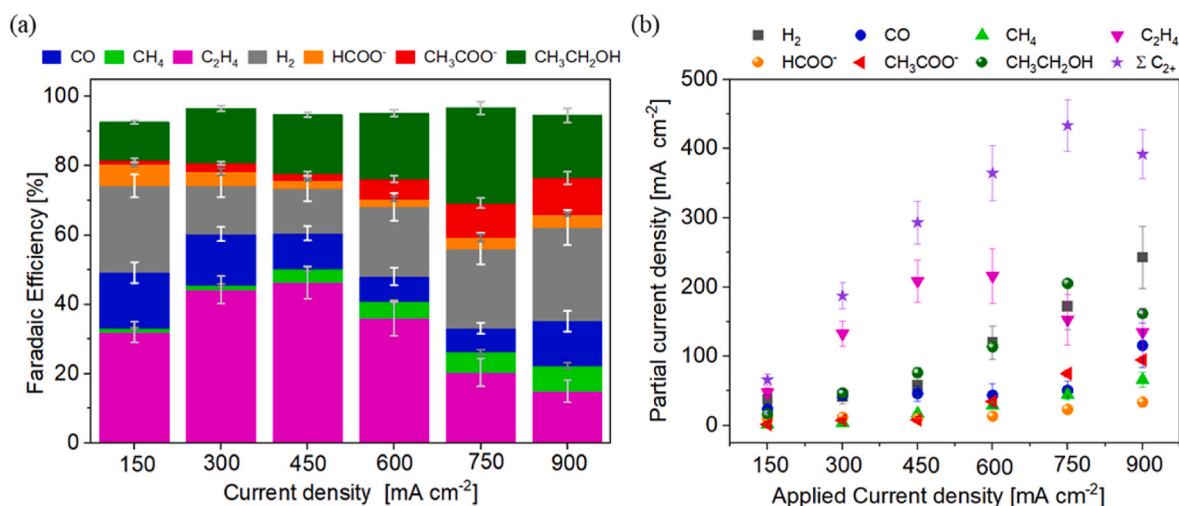 (a)
CO CH₄ C₂H₄ H₂ HCOO⁻ CH₃COO⁻ CH₃CH₂OH
Faradaic Efficiency [%]
100
80
60
40
20
0
150 300 450 600 750 900
Current density [mA cm⁻²]
(b)
H₂ CO CH₄ C₂H₄
HCOO⁻ CH₃COO⁻ CH₃CH₂OH Σ C₂₊
Partial current density [mA cm⁻²]
500
400
300
200
100
0
150 300 450 600 750 900
Applied Current density [mA cm⁻²]